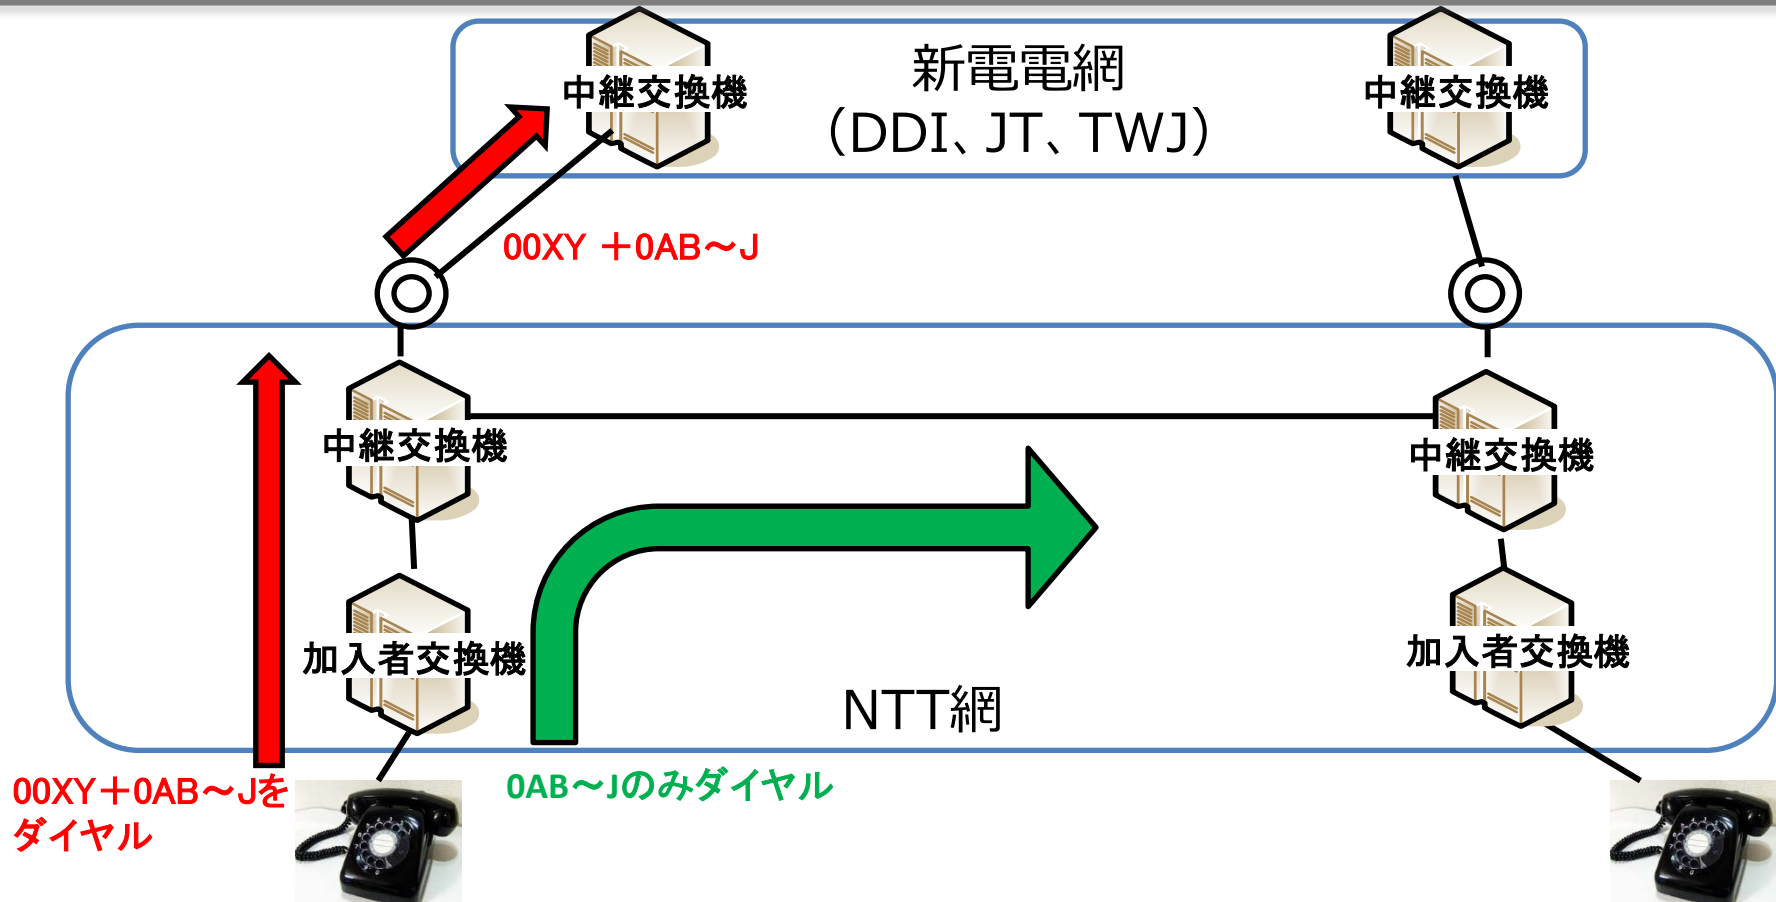 中継交換機
新電電網
（DDI、JT、TWJ）
中継交換機
00XY ＋0AB～J
中継交換機
中継交換機
加入者交換機
加入者交換機
NTT網
00XY＋0AB～Jを
ダイヤル
0AB～Jのみダイヤル